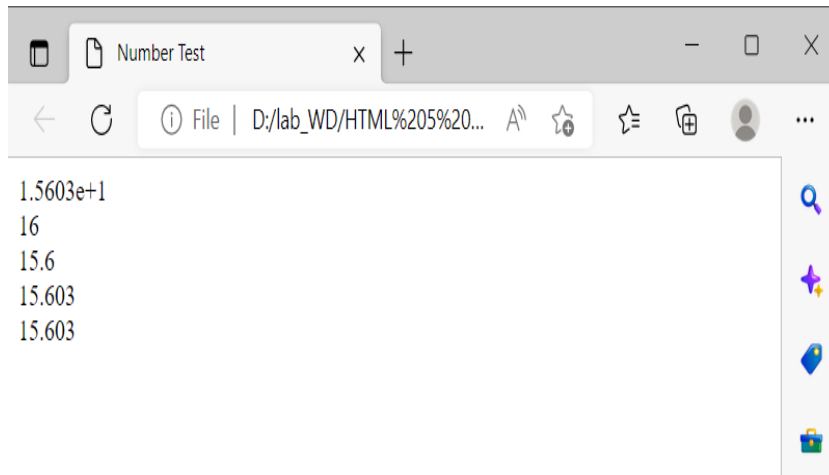 Number Test
File | D:/lab_WD/HTML%205%20...
1.5603e+1
16
15.6
15.603
15.603